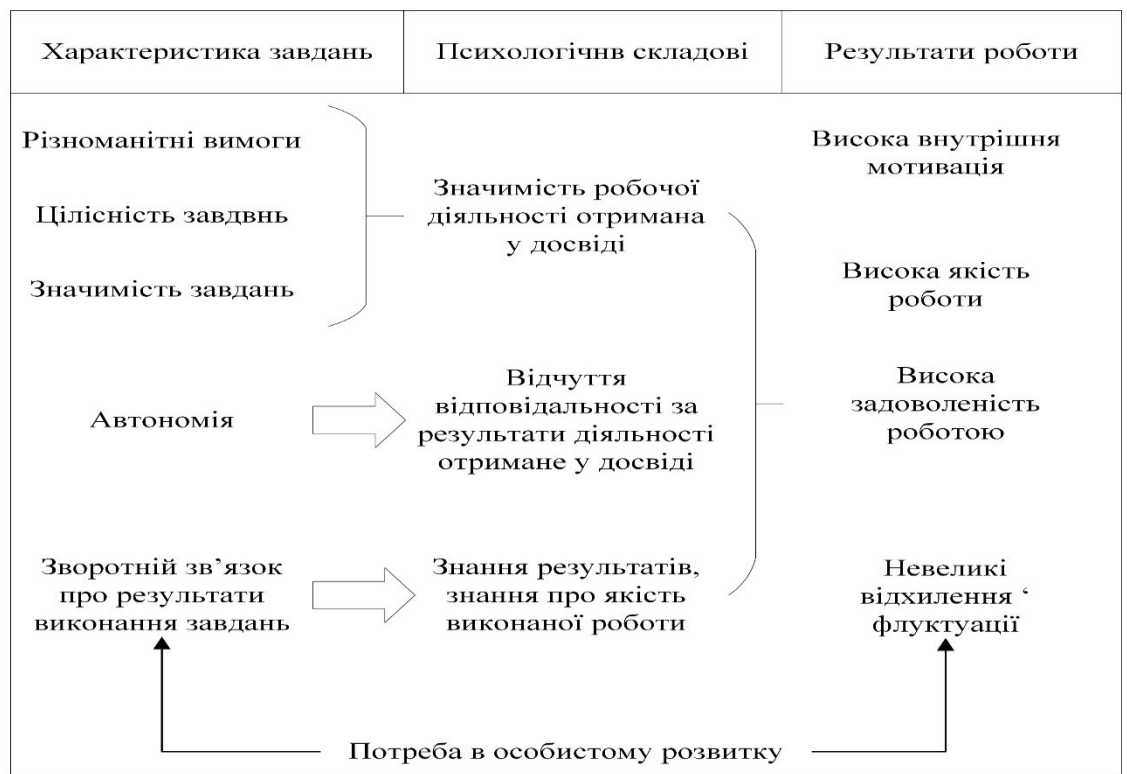 Характеристика завдань
Психологічнв складові
Результати роботи
Різноманітні вимоги
Цілісність завдвнь
Значимість завдань
Значимість робочої
діяльності отримана
у досвіді
Висока внутрішня
мотивація
Висока якість
роботи
Автономія
Відчуття
відповідальності за
результати діяльності
отримане у досвіді
Висока
задоволеність
роботою
Зворотній зв’язок
про результати
виконання завдань
Знання результатів,
знання про якість
виконаної роботи
Невеликі
відхилення ‘
флуктуації
Потреба в особистому розвитку